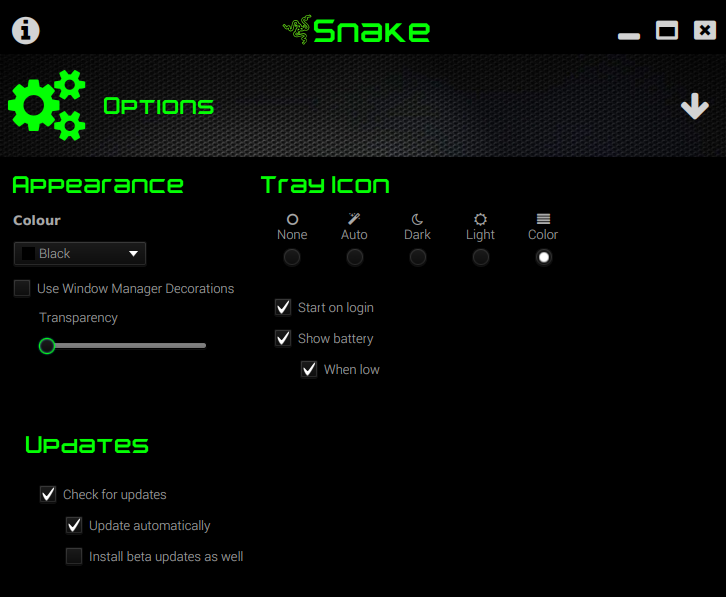 Snake
Options
Appearance
Colour
Black
Use Window Manager Decorations
Transparency
Tray Icon
None Auto Dark Light Color
Start on login
Show battery
When low
Updates
Check for updates
Update automatically
Install beta updates as well